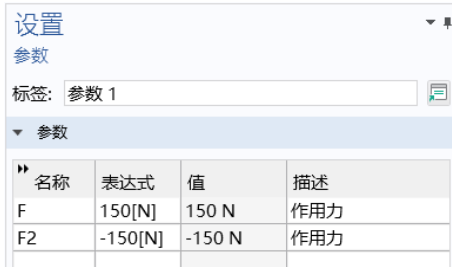 设置
参数
标签: 参数 1
参数
名称 表达式 值 描述
F 150[N] 150 N 作用力
F2 -150[N] -150 N 作用力